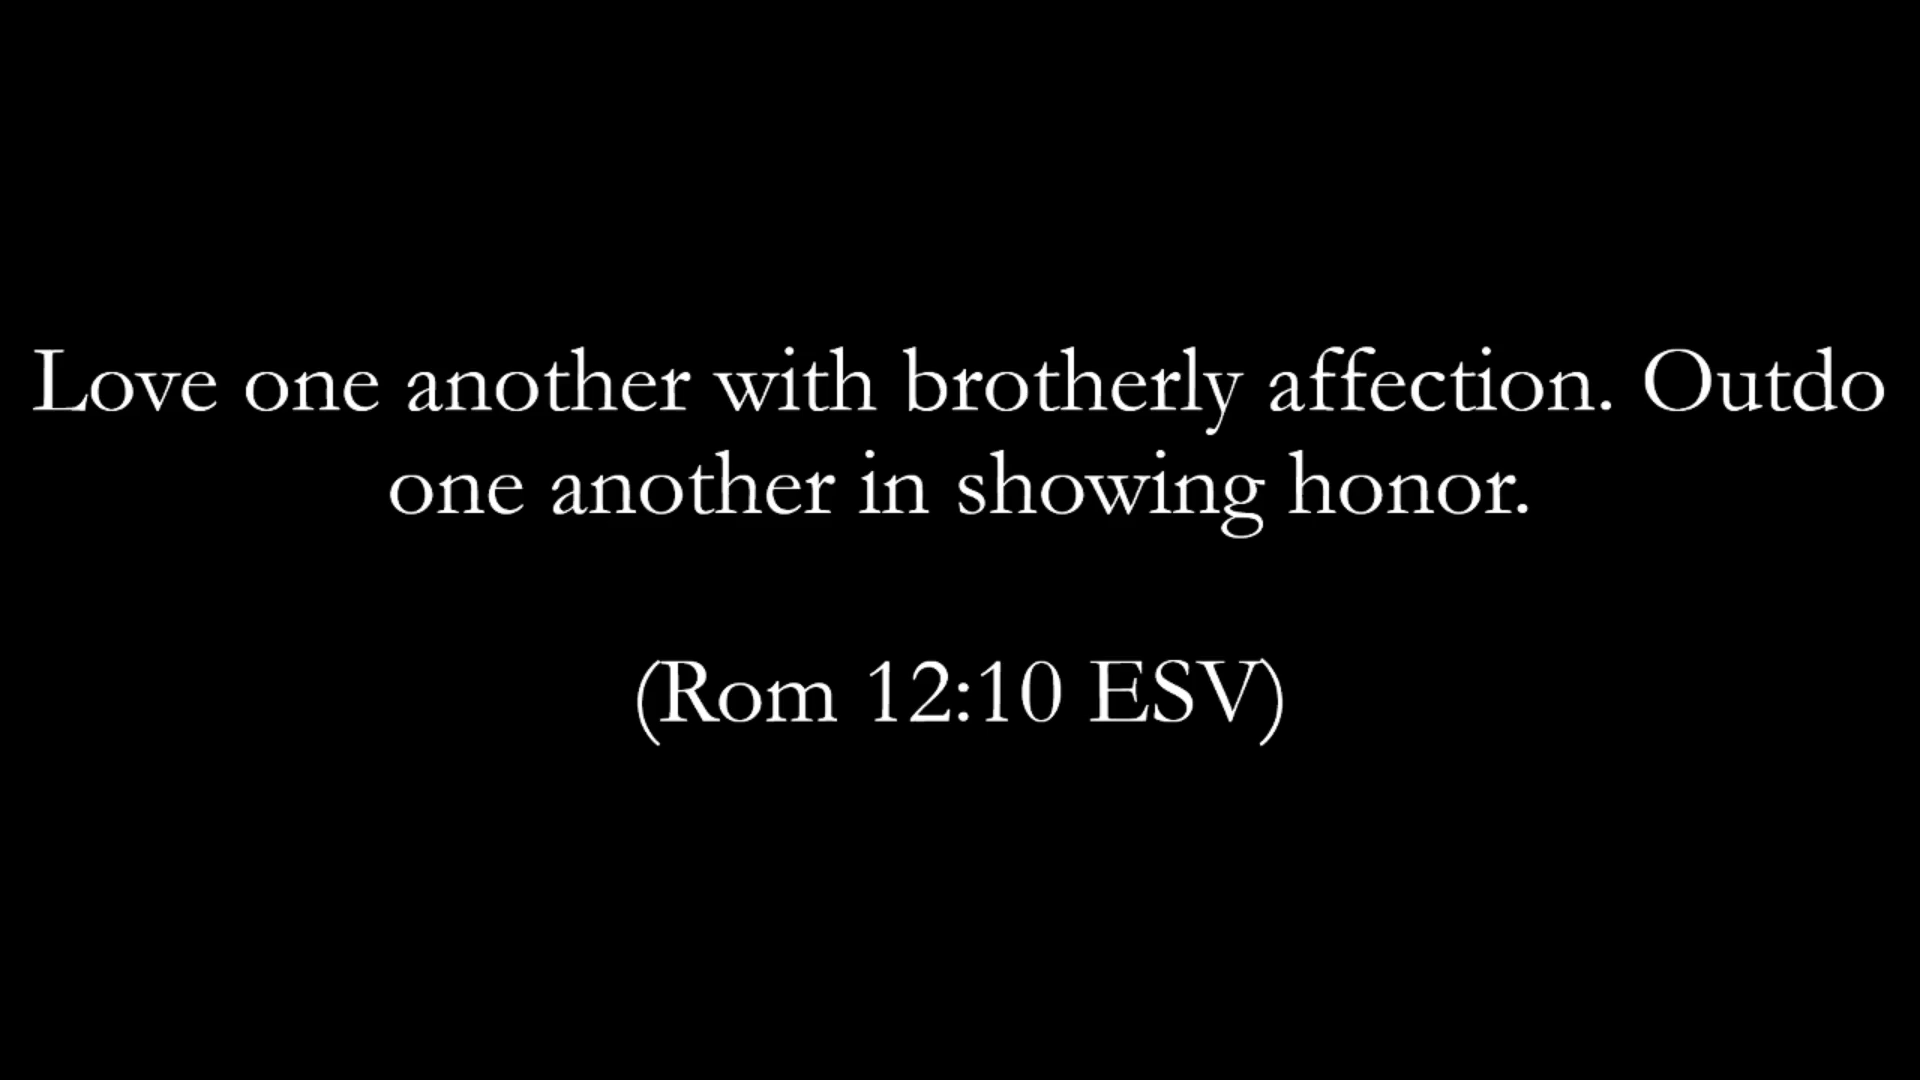 Love one another with brotherly affection. Outdo
one another in showing honor.
(Rom 12:10 ESV)